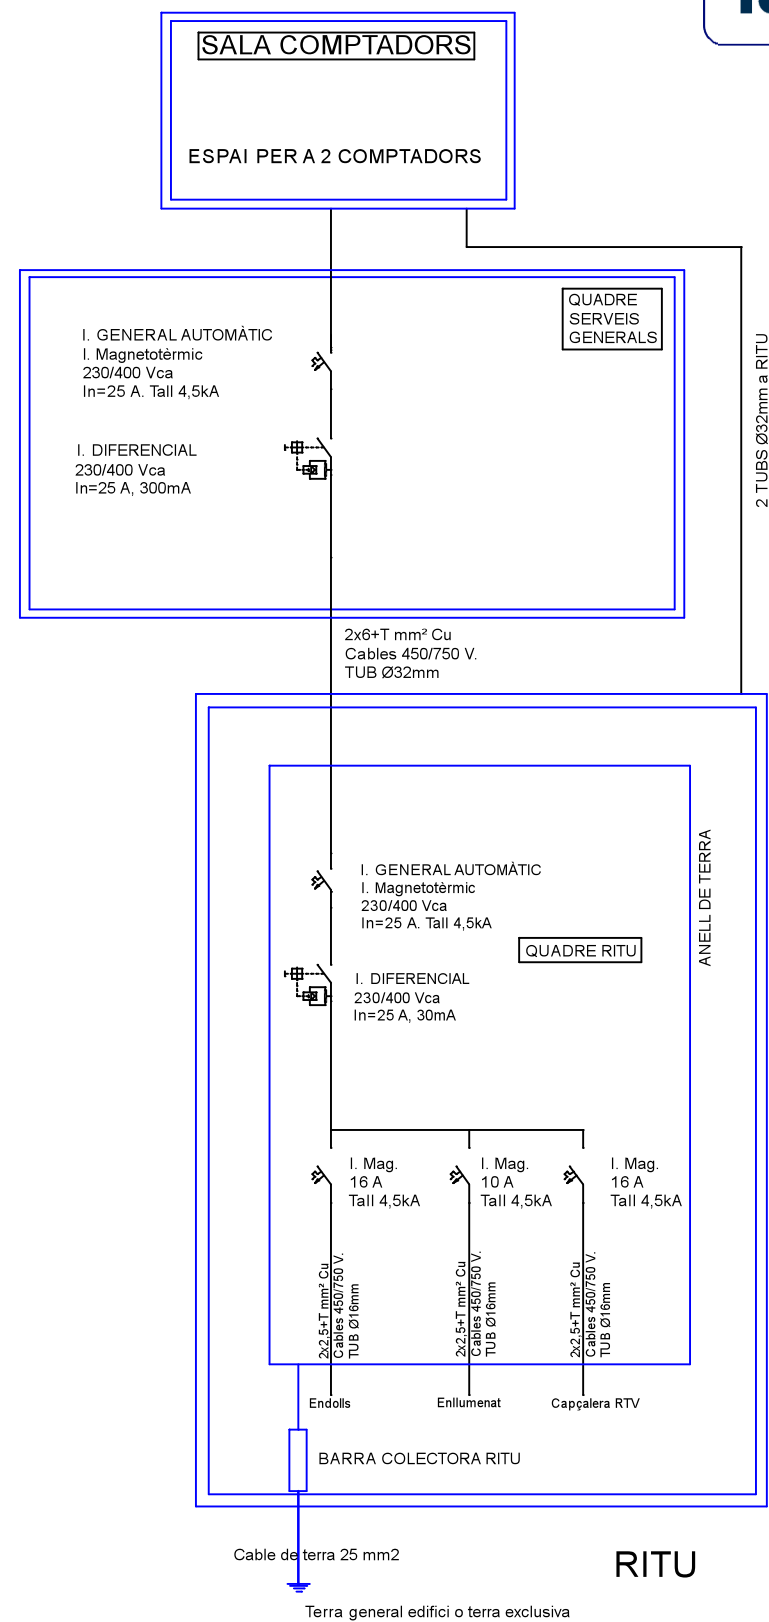 SALA COMPTADORS
ESPAI PER A 2 COMPTADORS
QUADRE
SERVEIS
GENERALS
I. GENERAL AUTOMÀTIC
I. Magnetotèrmic
230/400 Vca
In=25 A. Tall 4,5kA
I. DIFERENCIAL
230/400 Vca
In=25 A, 300mA
2 TUBS Ø32mm a RITU
2x6+T mm² Cu
Cables 450/750 V.
TUB Ø32mm
ANELL DE TERRA
I. GENERAL AUTOMÀTIC
I. Magnetotèrmic
230/400 Vca
In=25 A. Tall 4,5kA
QUADRE RITU
I. DIFERENCIAL
230/400 Vca
In=25 A, 30mA
I. Mag.
16 A
Tall 4,5kA
I. Mag.
10 A
Tall 4,5kA
I. Mag.
16 A
Tall 4,5kA
2x2,5+T mm² Cu
Cables 450/750 V.
TUB Ø16mm
2x2,5+T mm² Cu
Cables 450/750 V.
TUB Ø16mm
2x2,5+T mm² Cu
Cables 450/750 V.
TUB Ø16mm
Endolls
Enllumenat
Capçalera RTV
BARRA COLECTORA RITU
Cable de terra 25 mm2
RITU
Terra general edifici o terra exclusiva